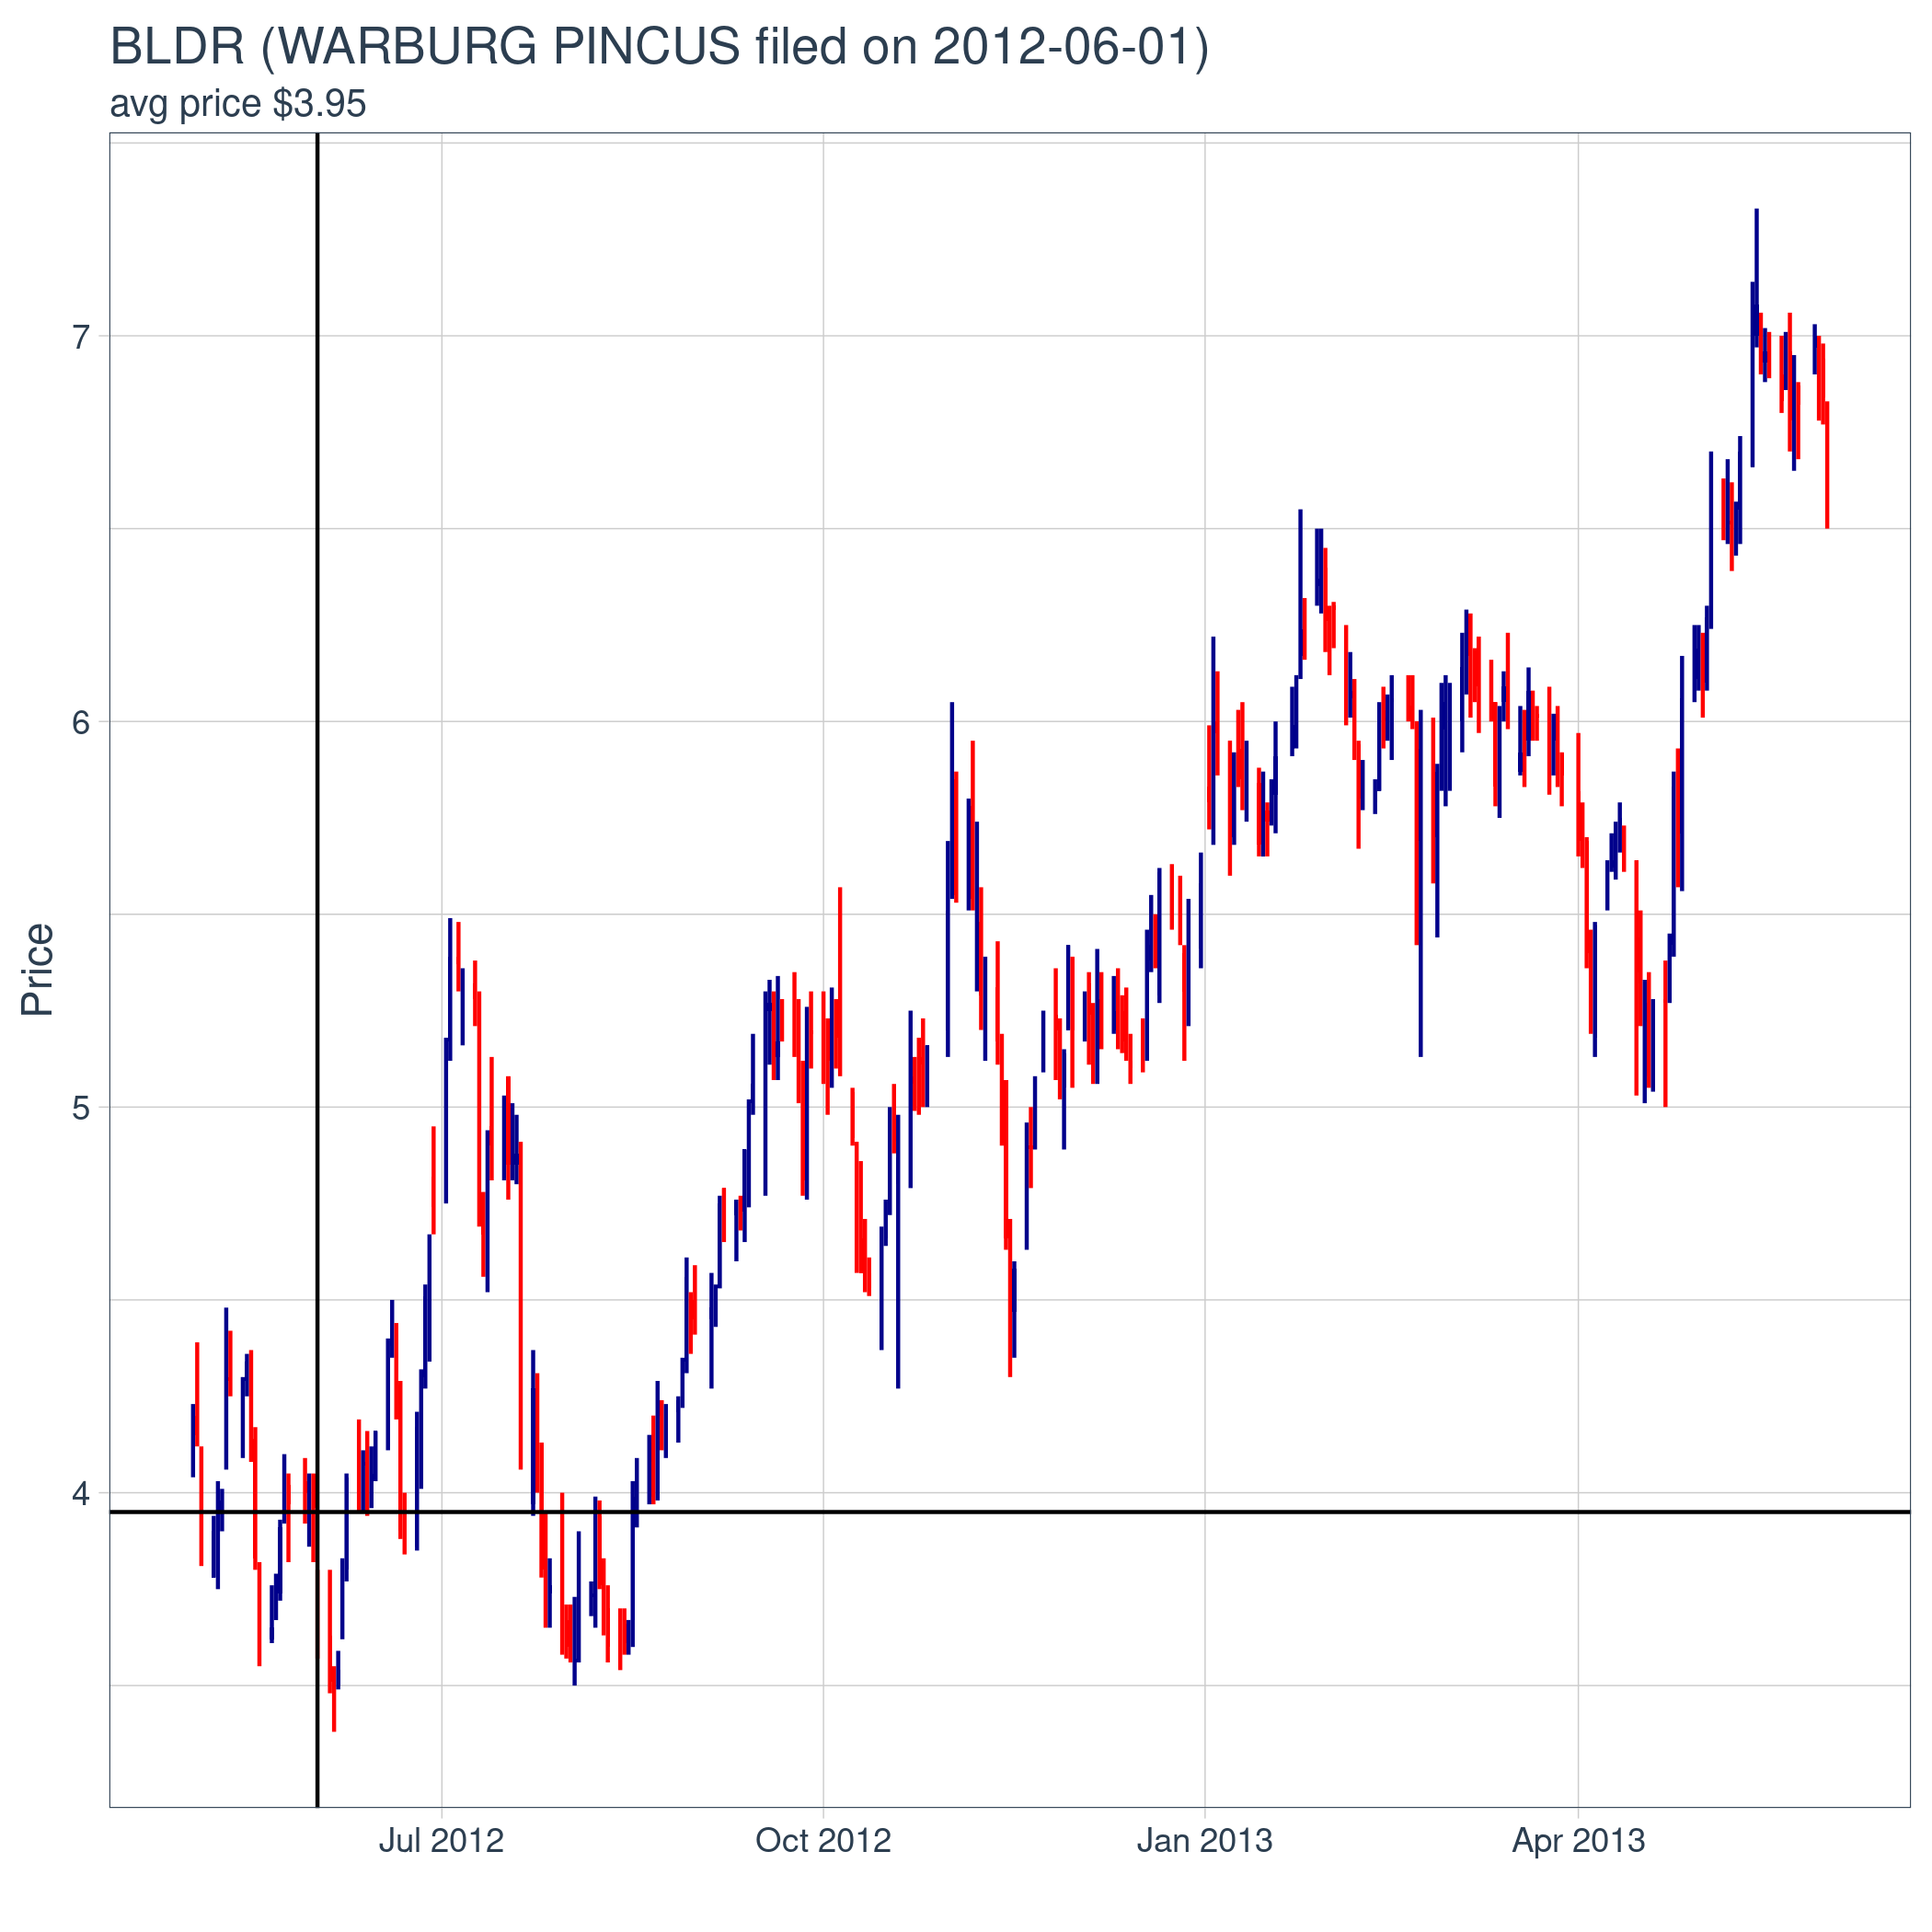 BLDR (WARBURG PINCUS filed on 2012-06-01)
avg price $3.95
Price
7
6
5
4
Jul 2012 Oct 2012 Jan 2013 Apr 2013